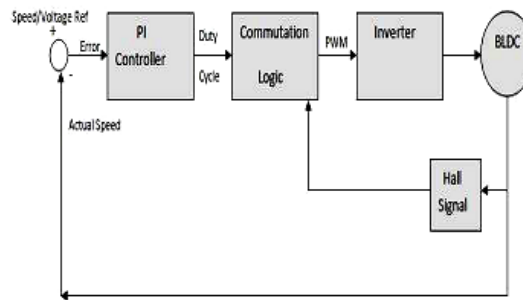 Speed/Voltage Ref
+
-
Error
PI
Controller
Duty
Cycle
Commutation
Logic
PWM
Inverter
BLDC
Actual Speed
Hall
Signal